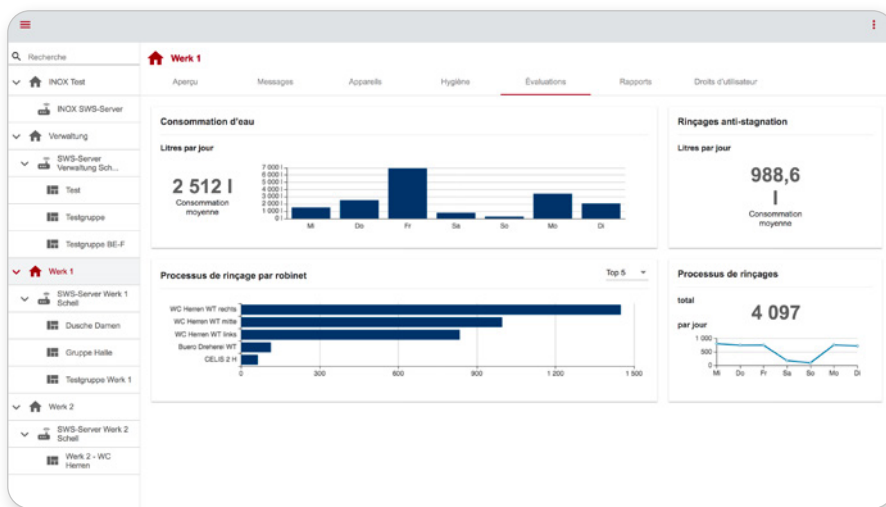 Recherche
INOX Test
INOX SWS-Server
Verwaltung
SWS-Server
Verwaltung Sch...
Test
Testgruppe
Testgruppe BE-F
Werk 1
SWS-Server Werk 1
Schell
Dusche Damen
Gruppe Halle
Testgruppe Werk 1
Werk 2
SWS-Server Werk 2
Schell
Werk 2 - WC
Herren
Werk 1
Aperçu Messages Appareils Hygiène Évaluations Rapports Droits d'utilisateur
Consommation d'eau
Litres par jour
2 512 l
Consommation
moyenne
7 000 l
6 000 l
5 000 l
4 000 l
3 000 l
2 000 l
1 000 l
0 l
Mi Do Fr Sa So Mo Di
Rinçages anti-stagnation
Litres par jour
988,6
l
Consommation
moyenne
Processus de rinçage par robinet
Top 5
WC Herren WT rechts
WC Herren WT mitte
WC Herren WT links
Buero Dreherei WT
CELIS 2 H
0 300 600 900 1 200 1 500
Processus de rinçages
total
4 097
par jour
1 000
500
0
Mi Do Fr Sa So Mo Di